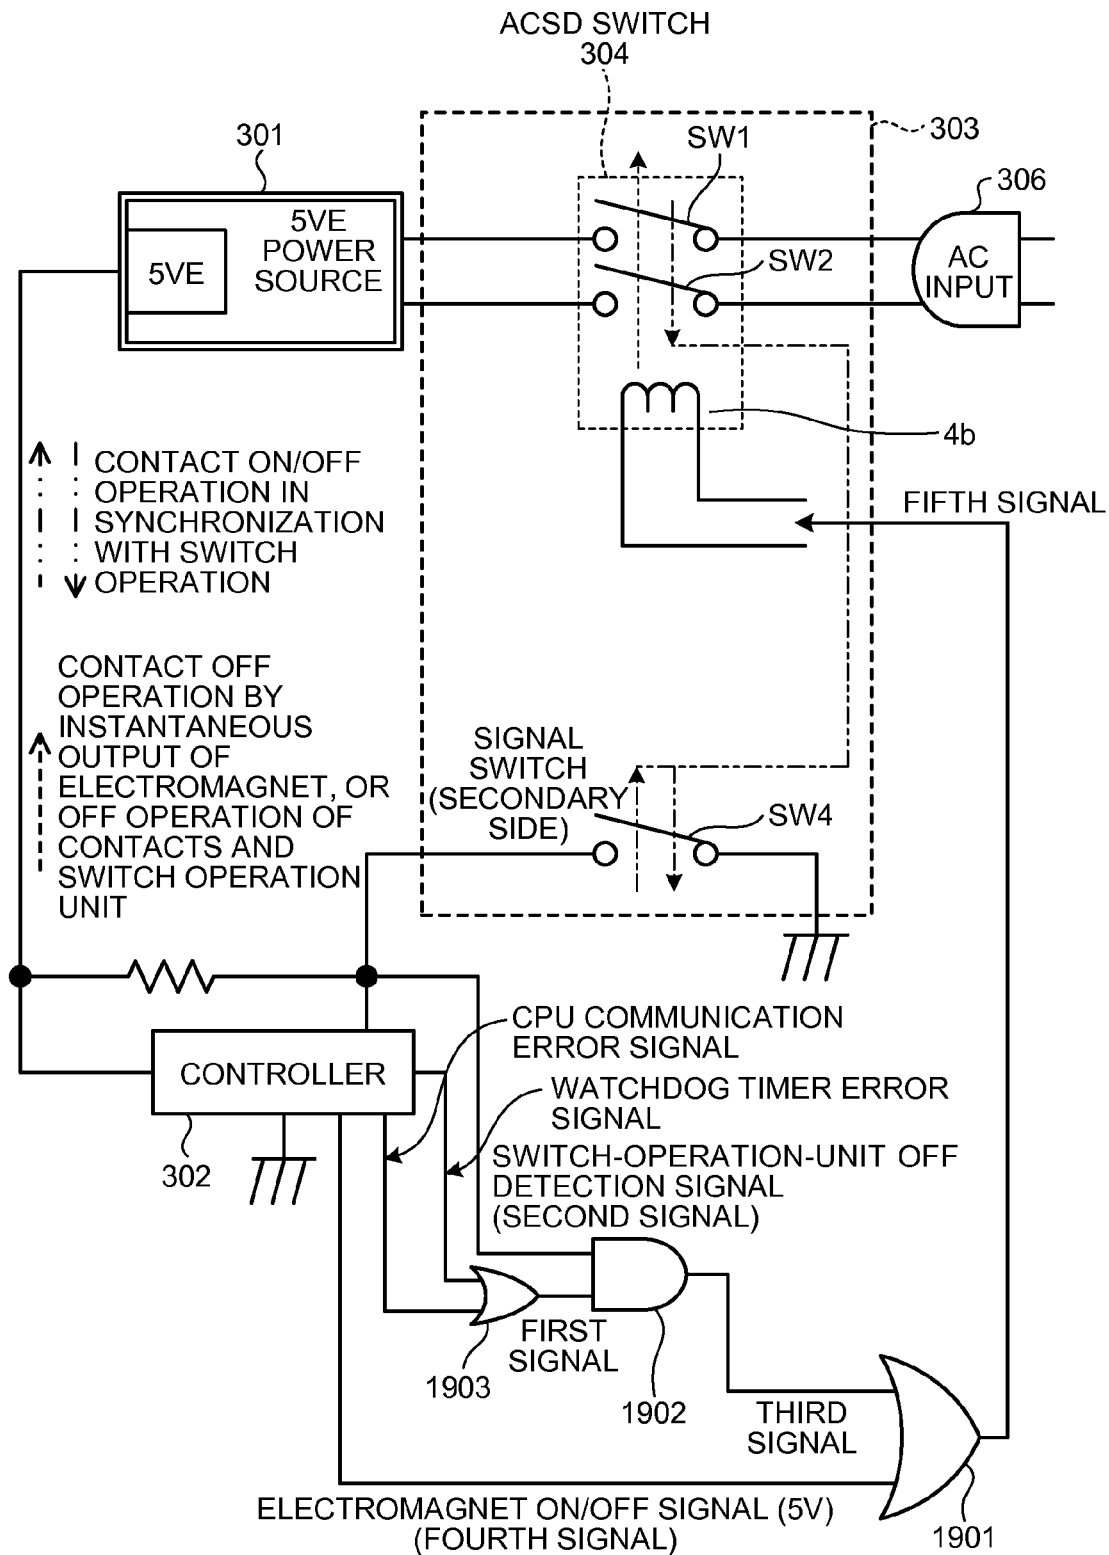 ACSD SWITCH
304
301
303
SW1
306
5VE
POWER
SOURCE
5VE
SW2
AC
INPUT
4b
CONTACT ON/OFF
OPERATION IN
SYNCHRONIZATION
WITH SWITCH
OPERATION
FIFTH SIGNAL
CONTACT OFF
OPERATION BY
INSTANTANEOUS
OUTPUT OF
ELECTROMAGNET, OR
OFF OPERATION OF
CONTACTS AND
SWITCH OPERATION
UNIT
SIGNAL
SWITCH
(SECONDARY
SIDE)
SW4
CPU COMMUNICATION
ERROR SIGNAL
CONTROLLER
WATCHDOG TIMER ERROR
SIGNAL
302
SWITCH-OPERATION-UNIT OFF
DETECTION SIGNAL
(SECOND SIGNAL)
FIRST
SIGNAL
1903
1902
THIRD
SIGNAL
ELECTROMAGNET ON/OFF SIGNAL (5V)
(FOURTH SIGNAL)
1901